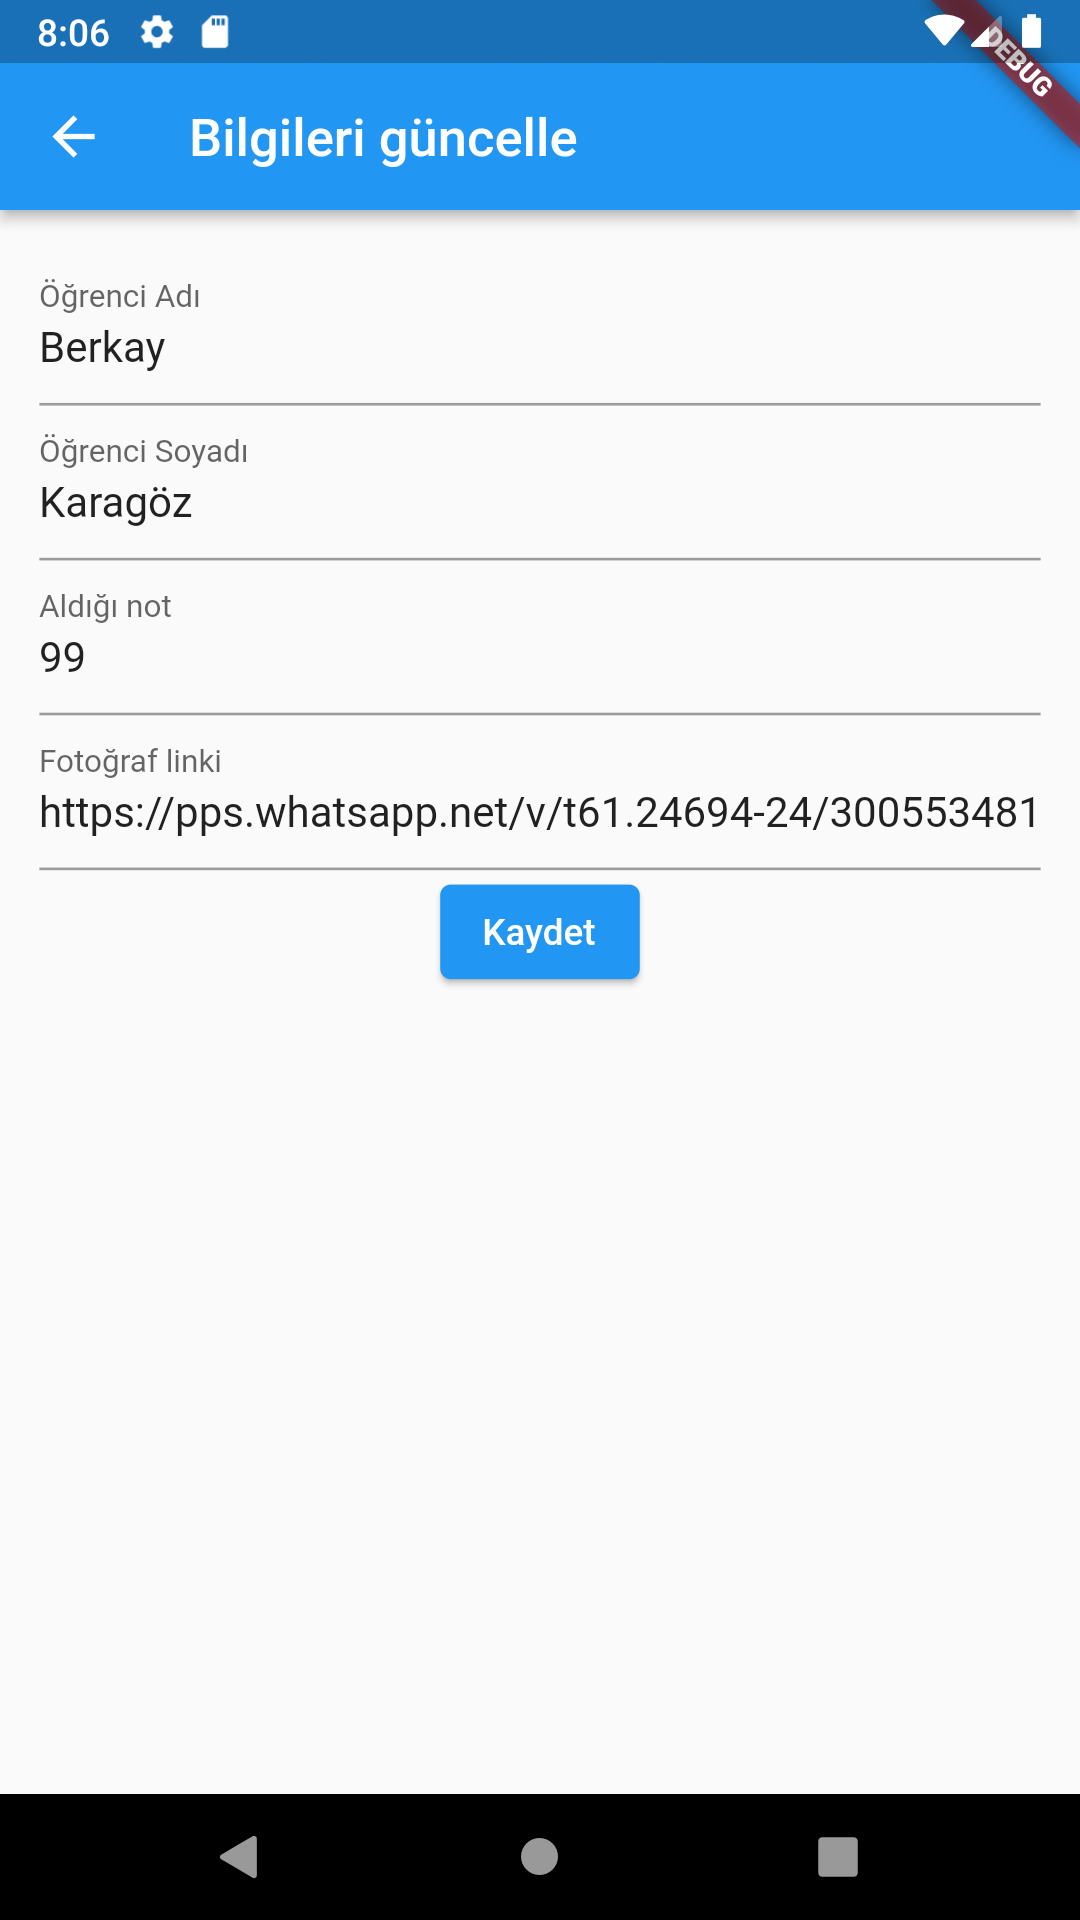 8:06
DEBUG
Bilgileri güncelle
Öğrenci Adı
Berkay
Öğrenci Soyadı
Karagöz
Aldığı not
99
Fotoğraf linki
https://pps.whatsapp.net/v/t61.24694-24/300553481
Kaydet